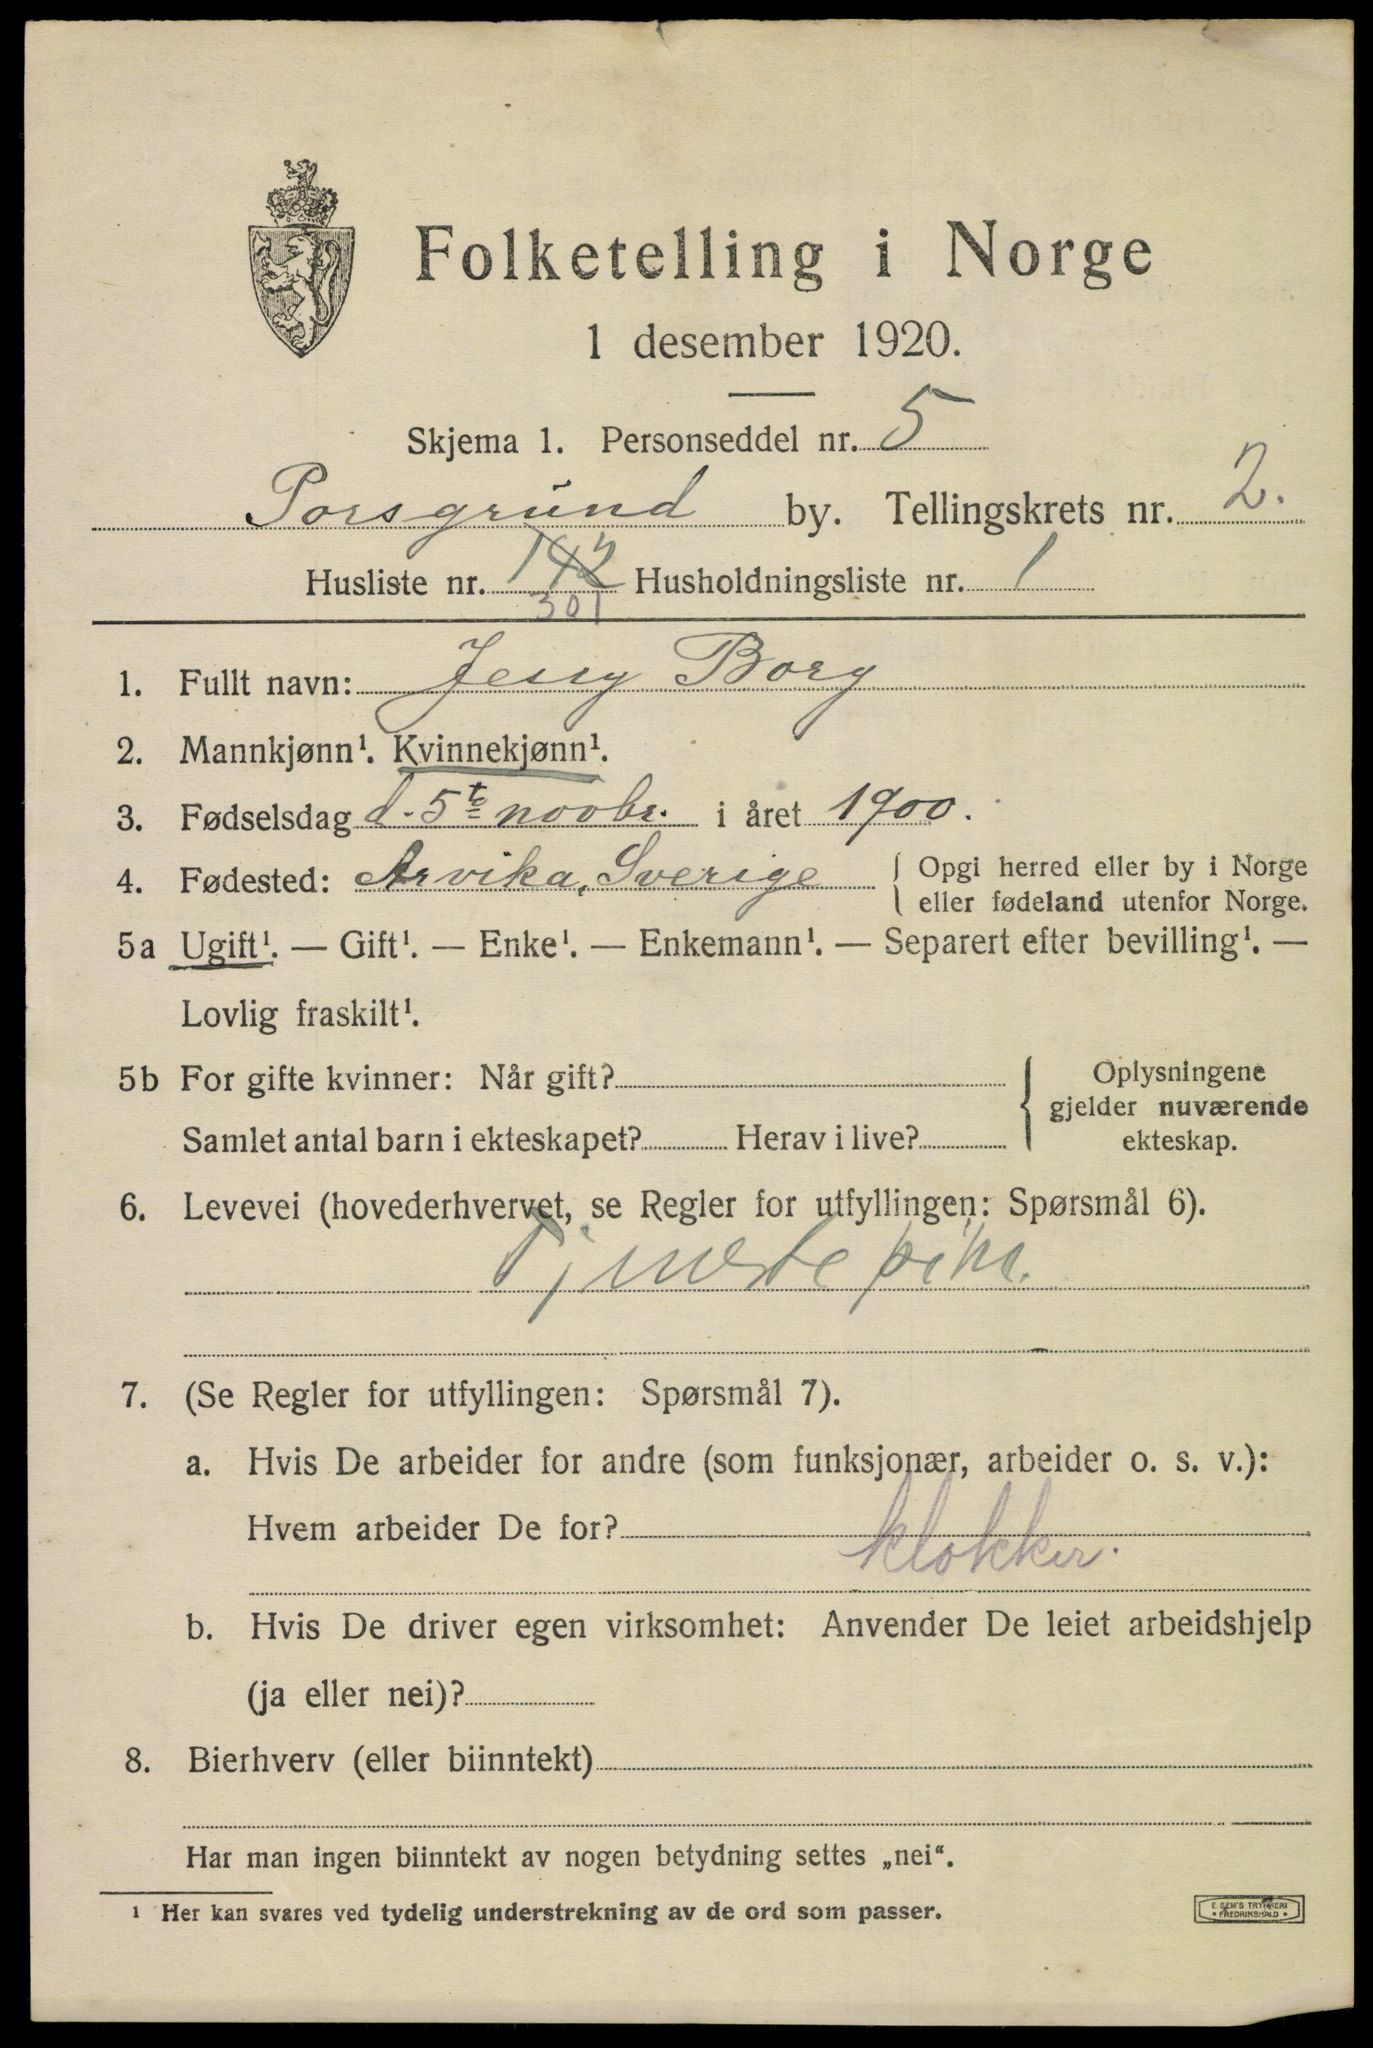 Folketelling i Norge
1 desember 1920.
Skjema 1. Personseddel nr. 5
Porsgrund by. Tellingskrets nr. 2.
Husliste nr. 142 Husholdningsliste nr. 1
301
1. Fullt navn: Jessy Borg
2. Mannkjønn¹. Kvinnekjønn¹.
3. Fødselsdag d. 5te novbr. i året 1900.
4. Fødested: Arvika, Sverige { Opgi herred eller by i Norge
eller fødeland utenfor Norge.
5a Ugift¹. — Gift¹. — Enke¹. — Enkemann¹. — Separert efter bevilling¹. —
Lovlig fraskilt¹.
5b For gifte kvinner: Når gift?
Samlet antal barn i ekteskapet? Herav i live?
{ Oplysningene
gjelder nuværende
ekteskap.
6. Levevei (hovederhvervet, se Regler for utfyllingen: Spørsmål 6).
Tjenestepike.
7. (Se Regler for utfyllingen: Spørsmål 7).
a. Hvis De arbeider for andre (som funksjonær, arbeider o. s. v.):
Hvem arbeider De for? klokker.
b. Hvis De driver egen virksomhet: Anvender De leiet arbeidshjelp
(ja eller nei)?
8. Bierhverv (eller biinntekt)
Har man ingen biinntekt av nogen betydning settes „nei“.
¹ Her kan svares ved tydelig understrekning av de ord som passer.
E. SEM'S TRYKKERI
• FREDRIKSHALD •